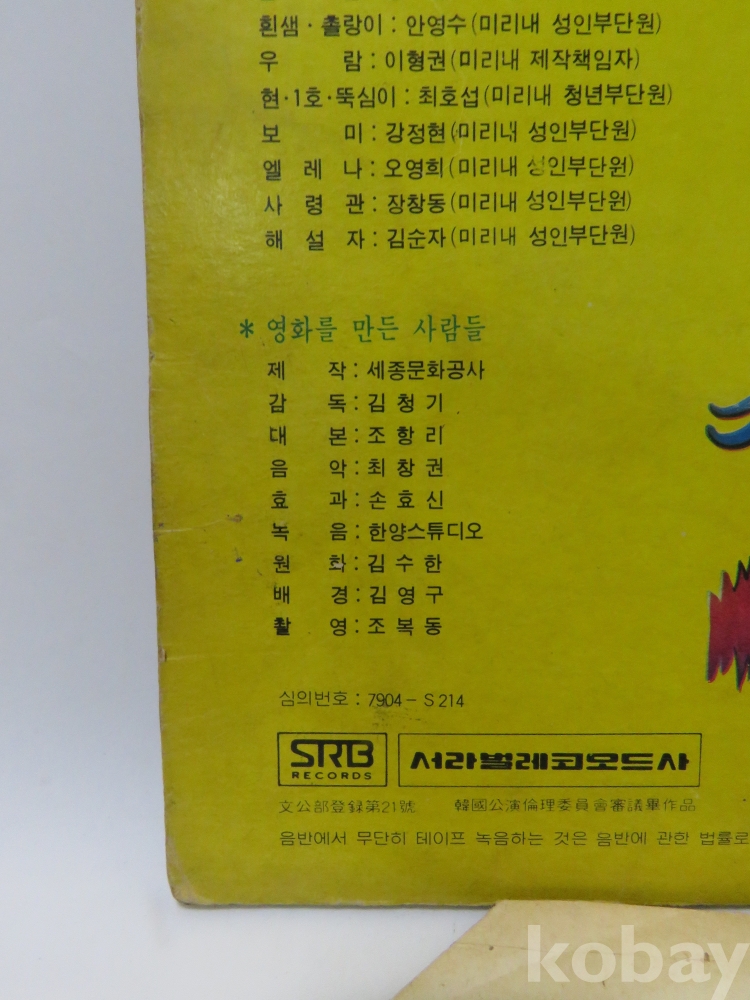 흰샘·촐랑이 : 안영수(미리내 성인부단원)
우 람 : 이형권(미리내 제작책임자)
현·1호·뚝심이 : 최호섭(미리내 청년부단원)
보 미 : 강정현(미리내 성인부단원)
엘 레 나 : 오영희(미리내 성인부단원)
사 령 관 : 장창동(미리내 성인부단원)
해 설 자 : 김순자(미리내 성인부단원)
* 영화를 만든 사람들
제 작 : 세종문화공사
감 독 : 김 청 기
대 본 : 조 항 리
음 악 : 최 창 권
효 과 : 손 효 신
녹 음 : 한양스튜디오
원 화 : 김 수 한
배 경 : 김 영 구
촬 영 : 조 복 동
심의번호 : 7904-S214
SRB
RECORDS
서라벌레코오드사
文公部登録第21號 韓國公演倫理委員會審議畢作品
음반에서 무단히 테이프 녹음하는 것은 음반에 관한 법률로
kobay